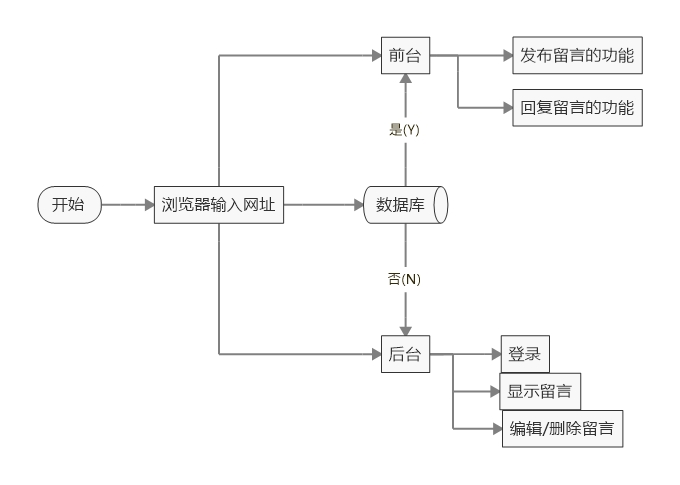 前台
发布留言的功能
回复留言的功能
是(Y)
开始
浏览器输入网址
数据库
否(N)
后台
登录
显示留言
编辑/删除留言